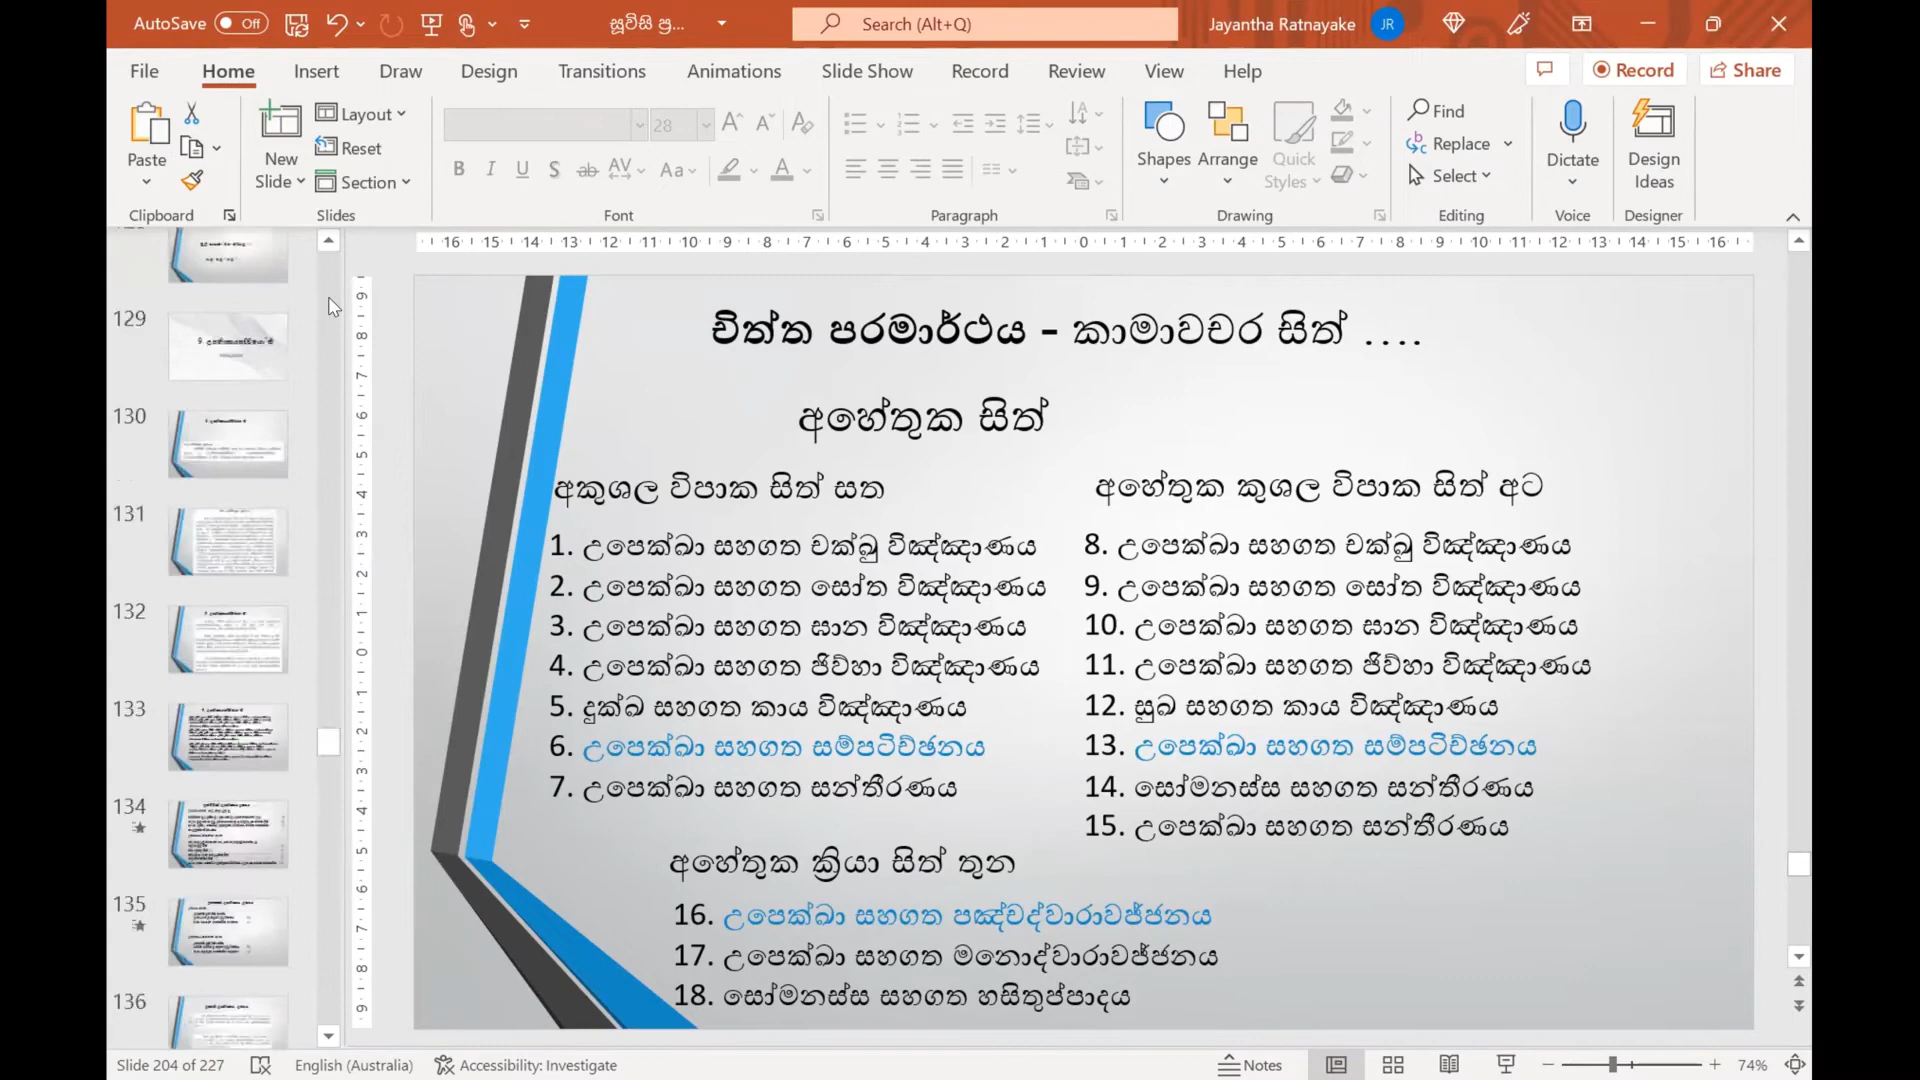 AutoSave Off සූවිසි ප්‍ර... Search (Alt+Q) Jayantha Ratnayake JR
File Home Insert Draw Design Transitions Animations Slide Show Record Review View Help Record Share
Paste New Slide Layout Reset Section
28
Shapes Arrange Quick Styles
Find
Replace
Select
Dictate Design Ideas
Clipboard Slides Font Paragraph Drawing Editing Voice Designer
චිත්ත පරමාර්ථය - කාමාවචර සිත් ....
අහේතුක සිත්
අකුශල විපාක සිත් සත
1. උපෙක්ඛා සහගත චක්ඛු විඤ්ඤාණය
2. උපෙක්ඛා සහගත සෝත විඤ්ඤාණය
3. උපෙක්ඛා සහගත ඝාන විඤ්ඤාණය
4. උපෙක්ඛා සහගත ජිව්හා විඤ්ඤාණය
5. දුක්ඛ සහගත කාය විඤ්ඤාණය
6. උපෙක්ඛා සහගත සම්පටිච්ඡනය
7. උපෙක්ඛා සහගත සන්තීරණය
අහේතුක කුශල විපාක සිත් අට
8. උපෙක්ඛා සහගත චක්ඛු විඤ්ඤාණය
9. උපෙක්ඛා සහගත සෝත විඤ්ඤාණය
10. උපෙක්ඛා සහගත ඝාන විඤ්ඤාණය
11. උපෙක්ඛා සහගත ජිව්හා විඤ්ඤාණය
12. සුඛ සහගත කාය විඤ්ඤාණය
13. උපෙක්ඛා සහගත සම්පටිච්ඡනය
14. සෝමනස්ස සහගත සන්තීරණය
15. උපෙක්ඛා සහගත සන්තීරණය
අහේතුක ක්‍රියා සිත් තුන
16. උපෙක්ඛා සහගත පඤ්චද්වාරාවජ්ජනය
17. උපෙක්ඛා සහගත මනොද්වාරාවජ්ජනය
18. සෝමනස්ස සහගත හසිතුප්පාදය
129
130
131
132
133
134
135
136
Slide 204 of 227 English (Australia) Accessibility: Investigate Notes 74%